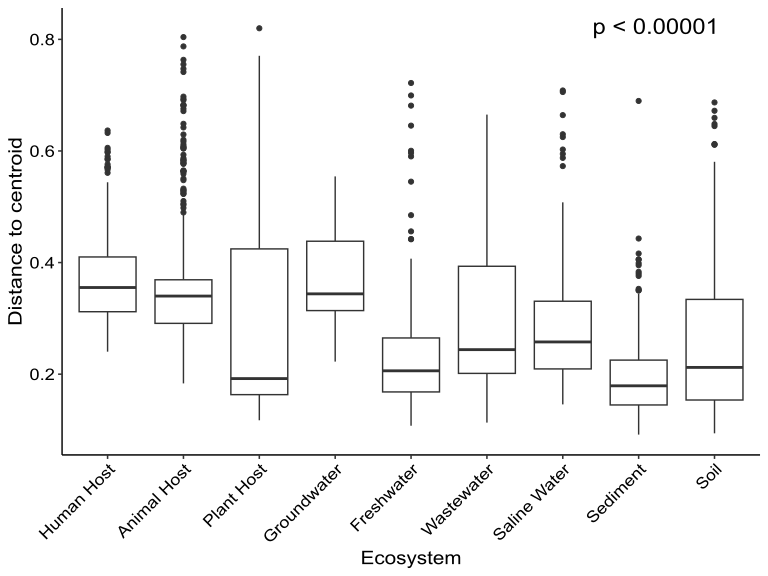 p < 0.00001
0.8
0.6
0.4
0.2
Distance to centroid
Human Host
Animal Host
Plant Host
Groundwater
Freshwater
Wastewater
Saline Water
Sediment
Soil
Ecosystem